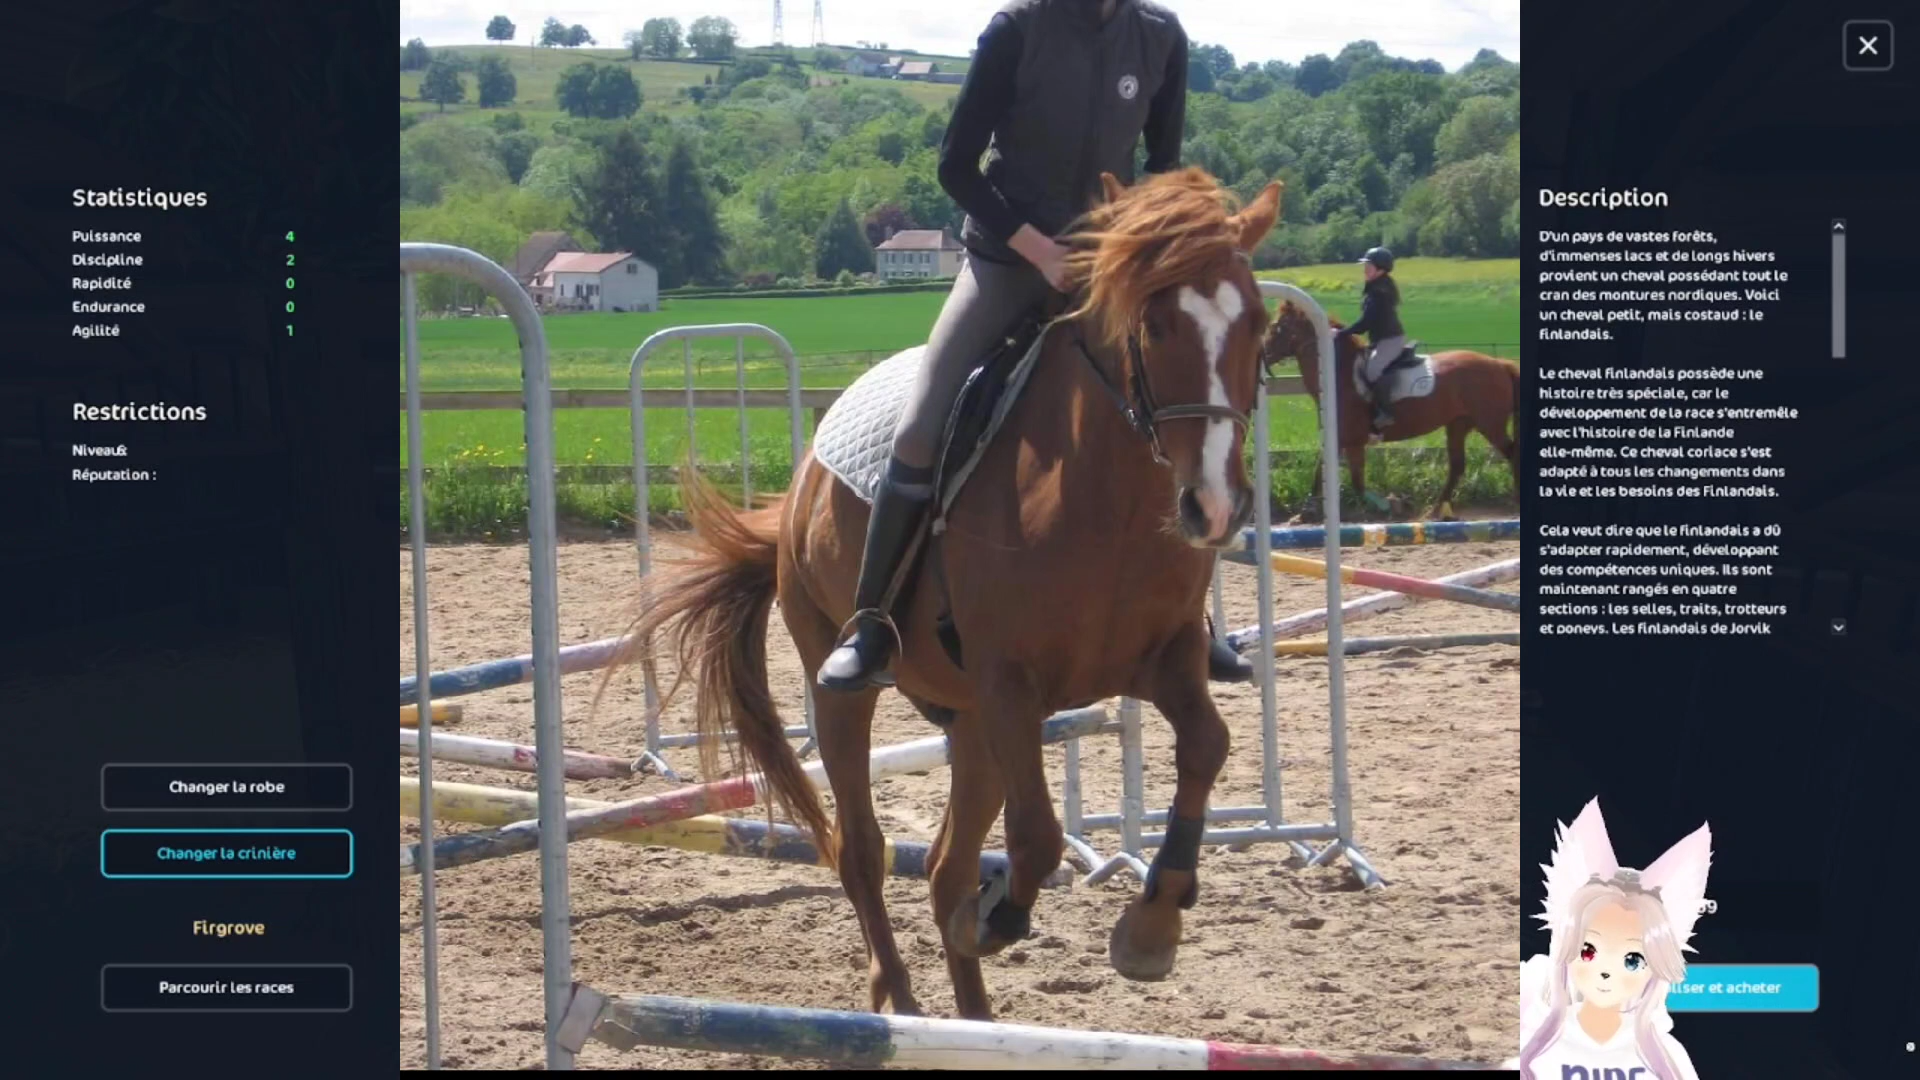 Statistiques
Puissance 4
Discipline 2
Rapidité 0
Endurance 0
Agilité 1
Restrictions
Niveau6:
Réputation :
Changer la robe
Changer la crinière
Firgrove
Parcourir les races
Description
D'un pays de vastes forêts,
d'immenses lacs et de longs hivers
provient un cheval possédant tout le
cran des montures nordiques. Voici
un cheval petit, mais costaud : le
finlandais.
Le cheval finlandais possède une
histoire très spéciale, car le
développement de la race s'entremêle
avec l'histoire de la Finlande
elle-même. Ce cheval coriace s'est
adapté à tous les changements dans
la vie et les besoins des Finlandais.
Cela veut dire que le finlandais a dû
s'adapter rapidement, développant
des compétences uniques. Ils sont
maintenant rangés en quatre
sections : les selles, traits, trotteurs
et poneys. Les finlandais de Jorvik
et acheter